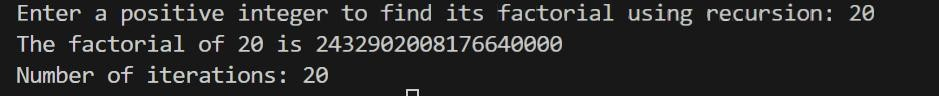 Enter a positive integer to find its factorial using recursion: 20
The factorial of 20 is 2432902008176640000
Number of iterations: 20